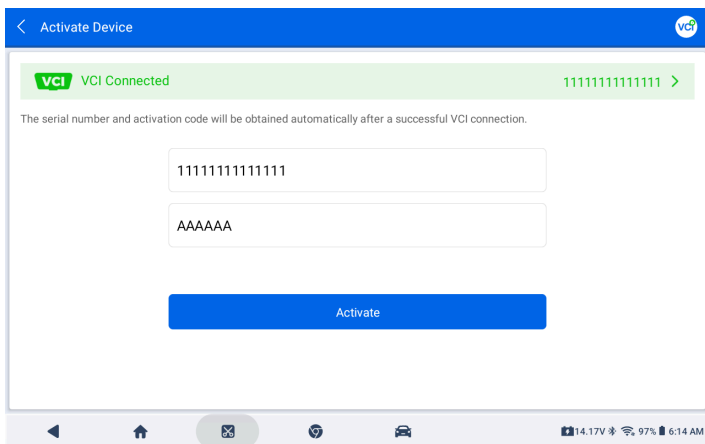 Activate Device
VCI
VCI VCI Connected 11111111111111
The serial number and activation code will be obtained automatically after a successful VCI connection.
11111111111111
AAAAAA
Activate
14.17V 97% 6:14 AM